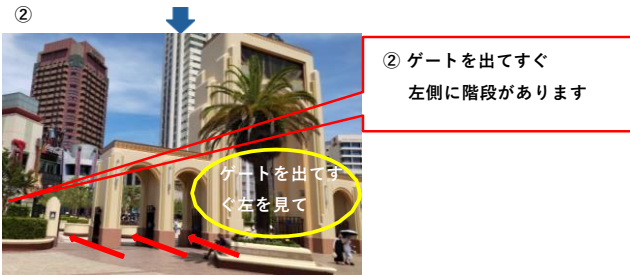 ②
② ゲートを出てすぐ
左側に階段があります
ゲートを出てす
ぐ左を見て